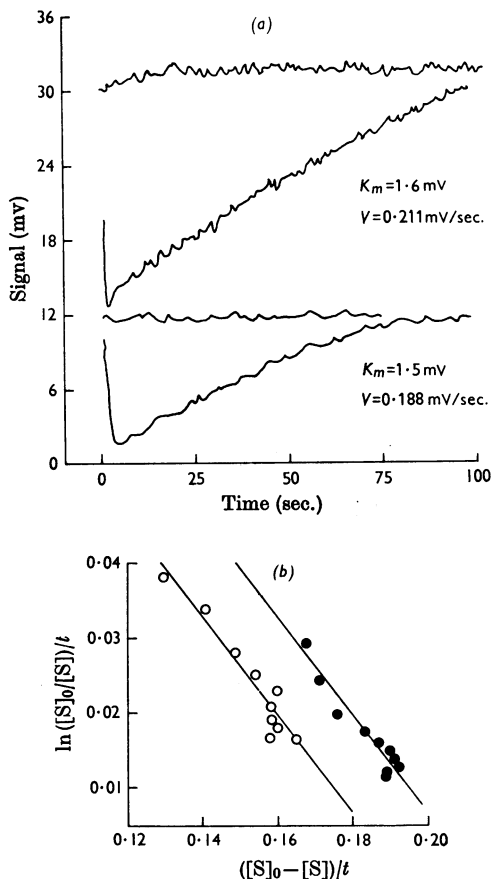 (a)
36
30
24
18
12
6
0
Signal (mv)
Km=1·6 mV
V=0·211mV/sec.
Km=1·5 mV
V=0·188 mV/sec.
0
25
50
75
100
Time (sec.)
(b)
0·04
0·03
0·02
0·01
ln([S]0/[S])/t
0·12
0·14
0·16
0·18
0·20
([S]0—[S])/t